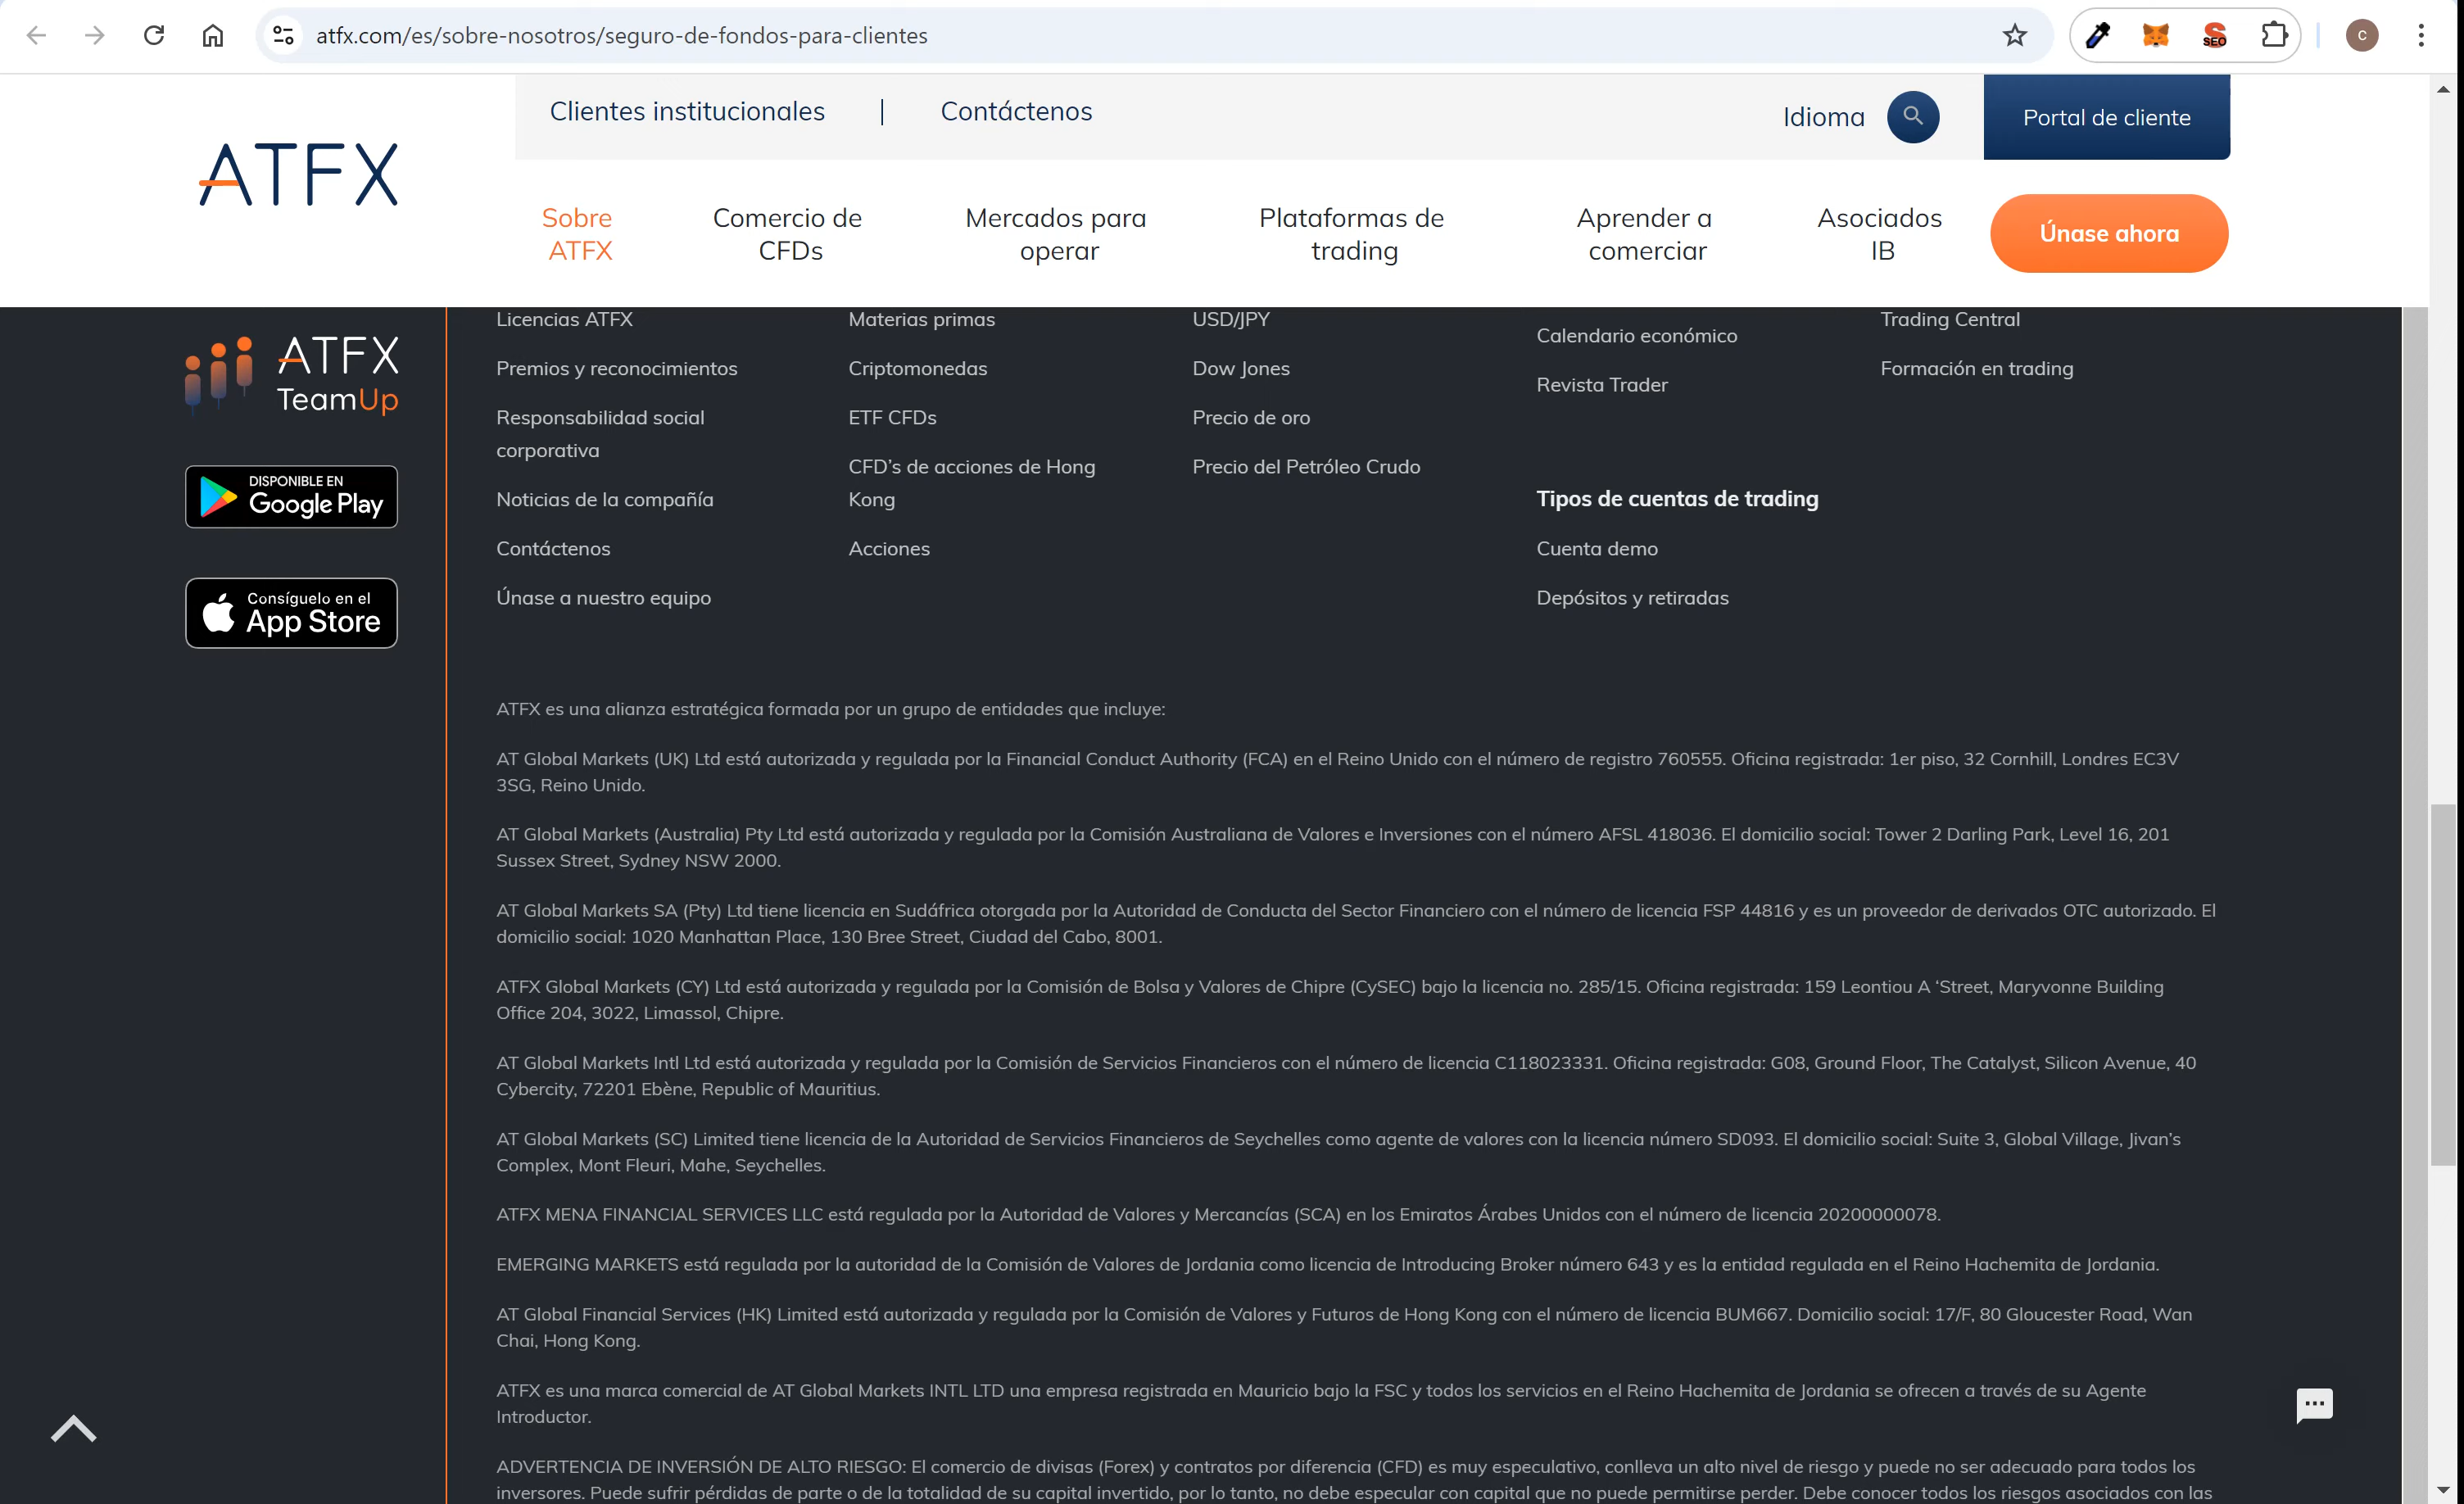 atfx.com/es/sobre-nosotros/seguro-de-fondos-para-clientes
SEO
C
Clientes institucionales | Contáctenos
Idioma
Portal de cliente
ATFX
Sobre
ATFX
Comercio de
CFDs
Mercados para
operar
Plataformas de
trading
Aprender a
comerciar
Asociados
IB
Únase ahora
ATFX
TeamUp
DISPONIBLE EN
Google Play
Consíguelo en el
App Store
Licencias ATFX
Premios y reconocimientos
Responsabilidad social
corporativa
Noticias de la compañía
Contáctenos
Únase a nuestro equipo
Materias primas
Criptomonedas
ETF CFDs
CFD’s de acciones de Hong
Kong
Acciones
USD/JPY
Dow Jones
Precio de oro
Precio del Petróleo Crudo
Calendario económico
Revista Trader
Tipos de cuentas de trading
Cuenta demo
Depósitos y retiradas
Trading Central
Formación en trading
ATFX es una alianza estratégica formada por un grupo de entidades que incluye:
AT Global Markets (UK) Ltd está autorizada y regulada por la Financial Conduct Authority (FCA) en el Reino Unido con el número de registro 760555. Oficina registrada: 1er piso, 32 Cornhill, Londres EC3V
3SG, Reino Unido.
AT Global Markets (Australia) Pty Ltd está autorizada y regulada por la Comisión Australiana de Valores e Inversiones con el número AFSL 418036. El domicilio social: Tower 2 Darling Park, Level 16, 201
Sussex Street, Sydney NSW 2000.
AT Global Markets SA (Pty) Ltd tiene licencia en Sudáfrica otorgada por la Autoridad de Conducta del Sector Financiero con el número de licencia FSP 44816 y es un proveedor de derivados OTC autorizado. El
domicilio social: 1020 Manhattan Place, 130 Bree Street, Ciudad del Cabo, 8001.
ATFX Global Markets (CY) Ltd está autorizada y regulada por la Comisión de Bolsa y Valores de Chipre (CySEC) bajo la licencia no. 285/15. Oficina registrada: 159 Leontiou A ‘Street, Maryvonne Building
Office 204, 3022, Limassol, Chipre.
AT Global Markets Intl Ltd está autorizada y regulada por la Comisión de Servicios Financieros con el número de licencia C118023331. Oficina registrada: G08, Ground Floor, The Catalyst, Silicon Avenue, 40
Cybercity, 72201 Ebène, Republic of Mauritius.
AT Global Markets (SC) Limited tiene licencia de la Autoridad de Servicios Financieros de Seychelles como agente de valores con la licencia número SD093. El domicilio social: Suite 3, Global Village, Jivan’s
Complex, Mont Fleuri, Mahe, Seychelles.
ATFX MENA FINANCIAL SERVICES LLC está regulada por la Autoridad de Valores y Mercancías (SCA) en los Emiratos Árabes Unidos con el número de licencia 20200000078.
EMERGING MARKETS está regulada por la autoridad de la Comisión de Valores de Jordania como licencia de Introducing Broker número 643 y es la entidad regulada en el Reino Hachemita de Jordania.
AT Global Financial Services (HK) Limited está autorizada y regulada por la Comisión de Valores y Futuros de Hong Kong con el número de licencia BUM667. Domicilio social: 17/F, 80 Gloucester Road, Wan
Chai, Hong Kong.
ATFX es una marca comercial de AT Global Markets INTL LTD una empresa registrada en Mauricio bajo la FSC y todos los servicios en el Reino Hachemita de Jordania se ofrecen a través de su Agente
Introductor.
ADVERTENCIA DE INVERSIÓN DE ALTO RIESGO: El comercio de divisas (Forex) y contratos por diferencia (CFD) es muy especulativo, conlleva un alto nivel de riesgo y puede no ser adecuado para todos los
inversores. Puede sufrir pérdidas de parte o de la totalidad de su capital invertido, por lo tanto, no debe especular con capital que no puede permitirse perder. Debe conocer todos los riesgos asociados con las